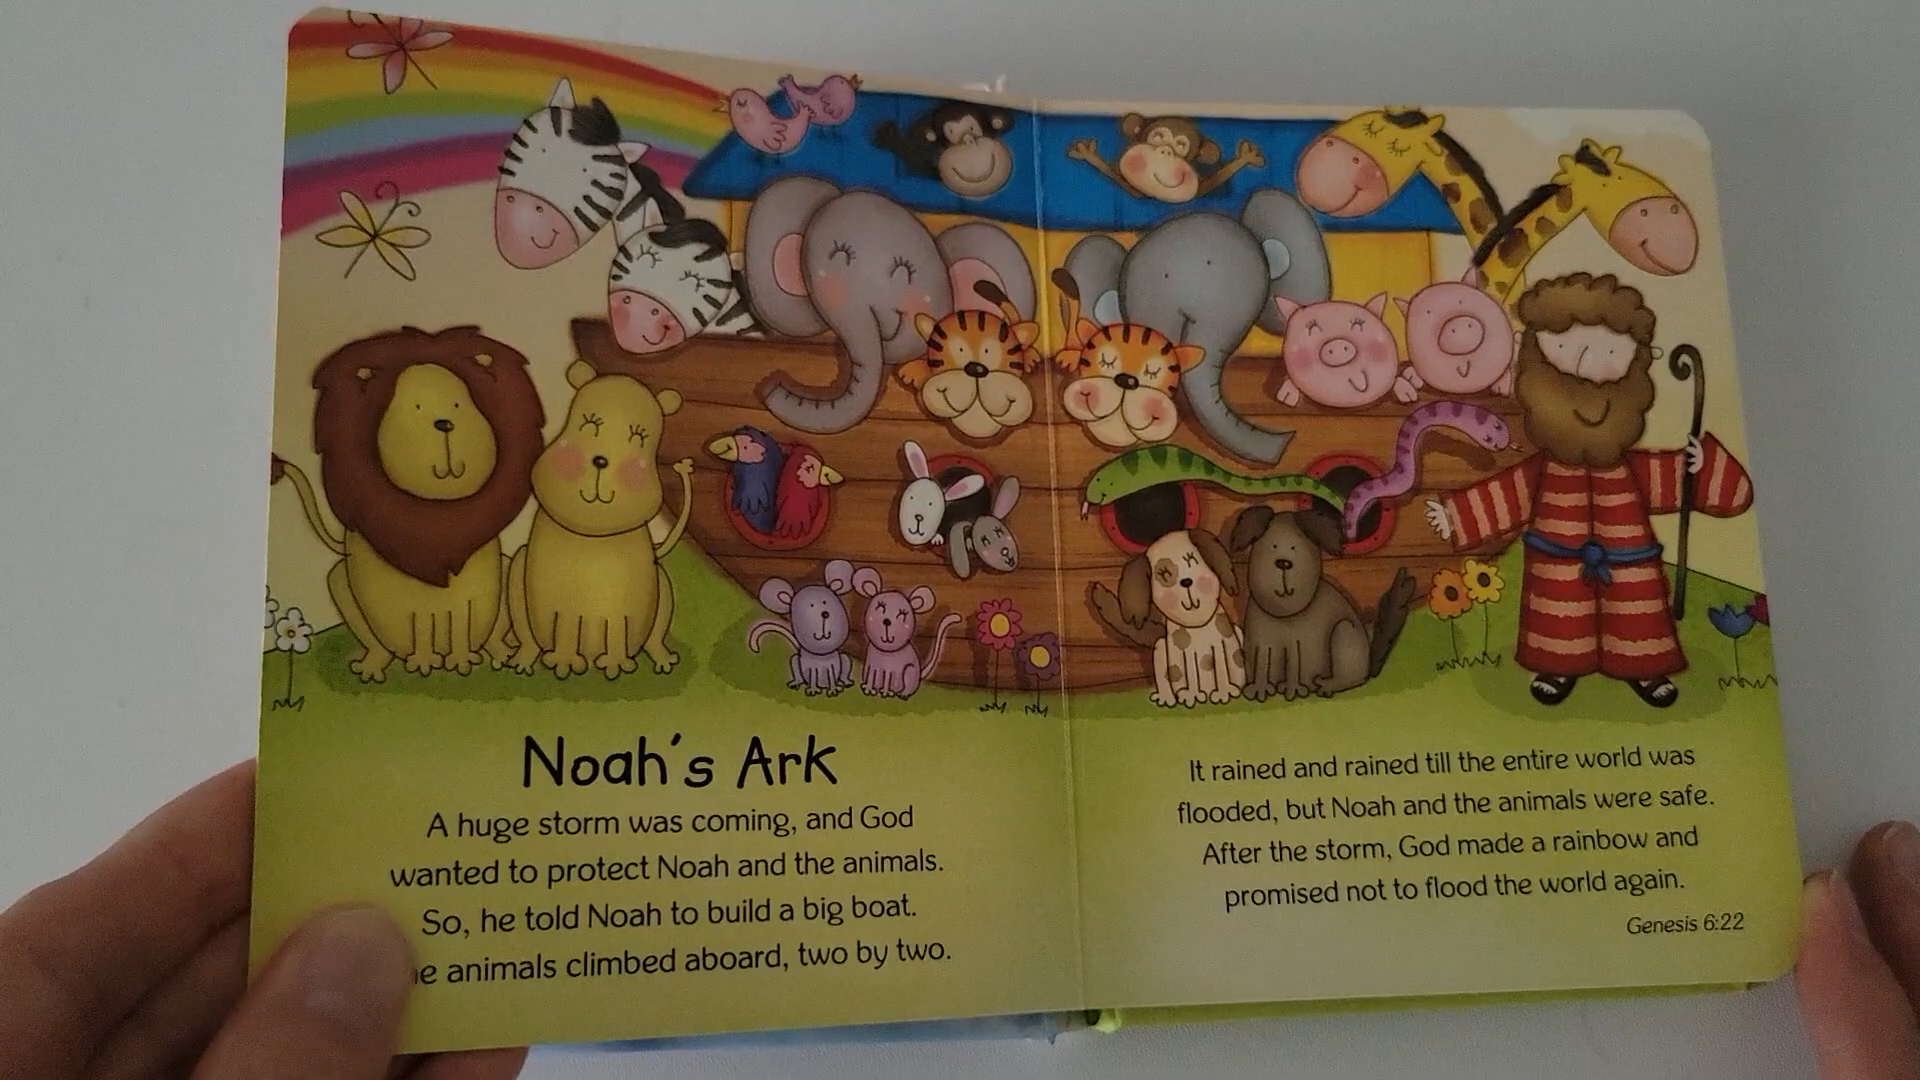 Noah's Ark
A huge storm was coming, and God
wanted to protect Noah and the animals.
So, he told Noah to build a big boat.
animals climbed aboard, two by two.
It rained and rained till the entire world was
flooded, but Noah and the animals were safe.
After the storm, God made a rainbow and
promised not to flood the world again.
Genesis 6:22